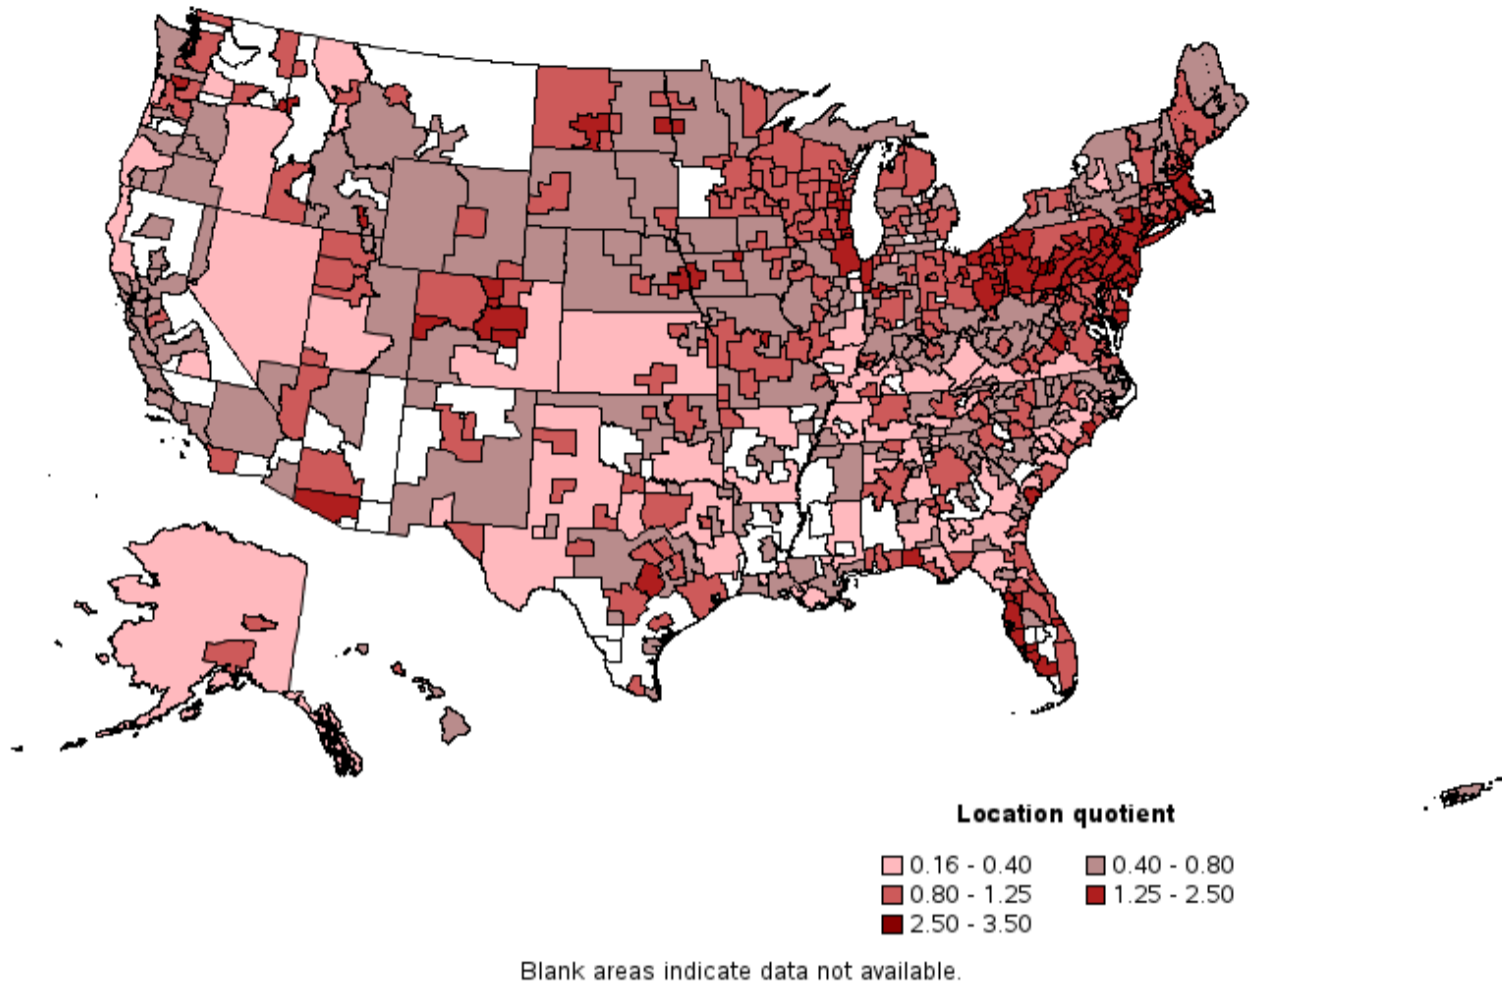 Location quotient
0.16 - 0.40 0.40 - 0.80
0.80 - 1.25 1.25 - 2.50
2.50 - 3.50
Blank areas indicate data not available.